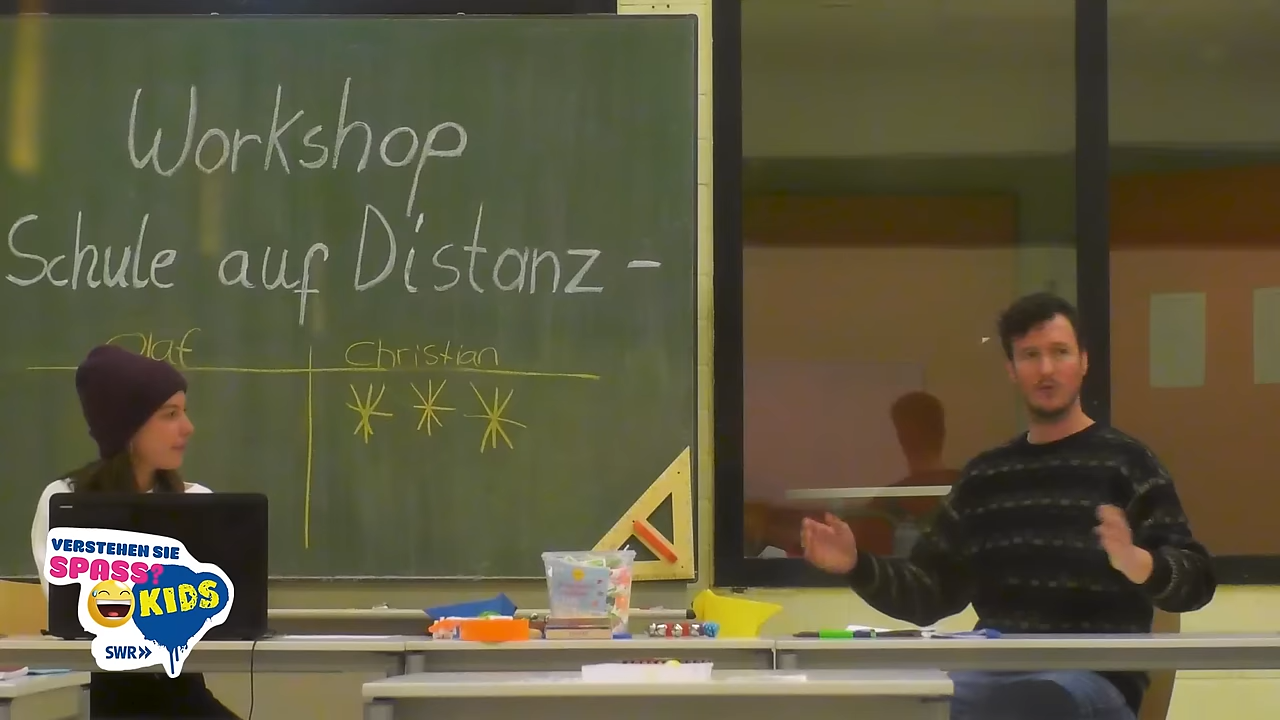 Workshop
Schule auf Distanz -
Olaf Christian
VERSTEHEN SIE
SPASS?
KIDS
SWR»